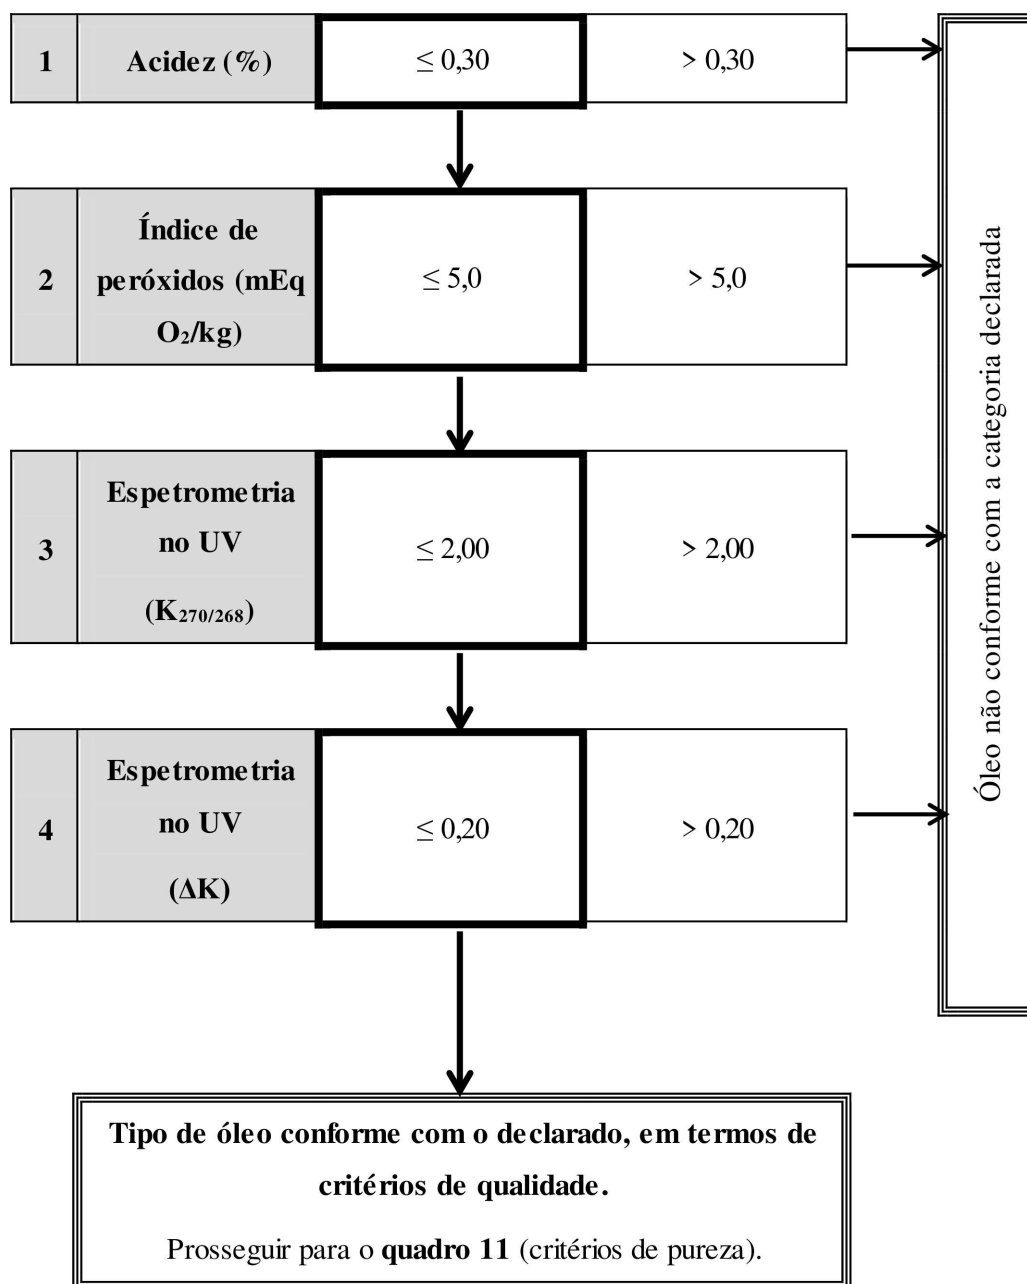 1 Acidez (%) ≤ 0,30 > 0,30
2 Índice de peróxidos (mEq O₂/kg) ≤ 5,0 > 5,0
3 Espetrometria no UV (K₂₇₀/₂₆₈) ≤ 2,00 > 2,00
4 Espetrometria no UV (ΔK) ≤ 0,20 > 0,20
Óleo não conforme com a categoria declarada
Tipo de óleo conforme com o declarado, em termos de
critérios de qualidade.
Prosseguir para o quadro 11 (critérios de pureza).